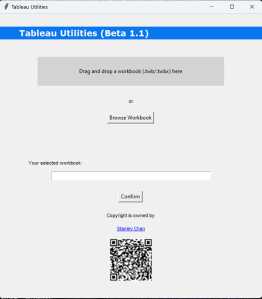 Tableau Utilities
Tableau Utilities (Beta 1.1)
Drag and drop a workbook (.twb/.twbx) here
or
Browse Workbook
Your selected workbook:
Confirm
Copyright is owned by
Stanley Chan